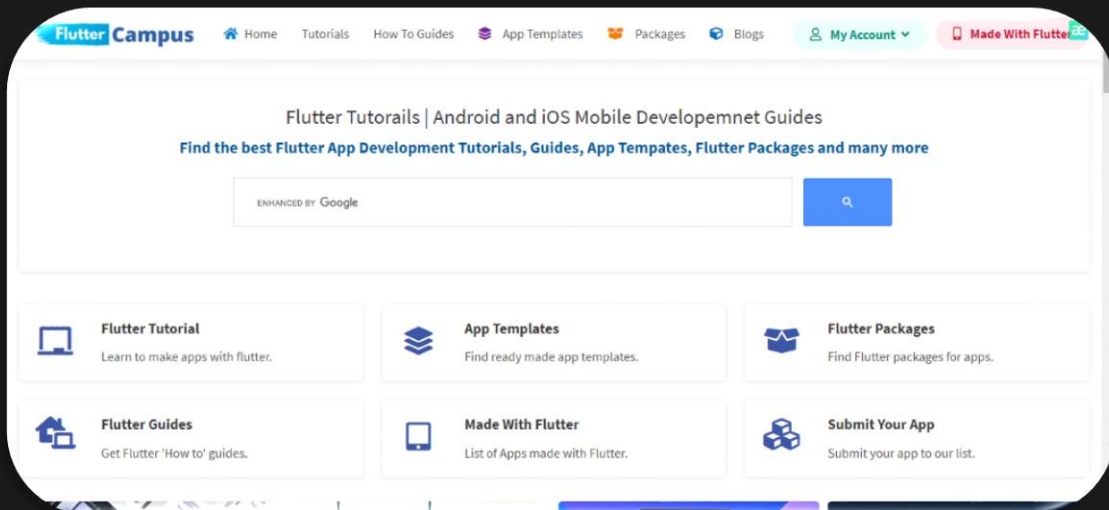 Flutter Campus Home Tutorials How To Guides App Templates Packages Blogs My Account Made With Flutter æ
Flutter Tutorails | Android and iOS Mobile Developemnet Guides
Find the best Flutter App Development Tutorials, Guides, App Tempates, Flutter Packages and many more
ENHANCED BY Google
Flutter Tutorial
Learn to make apps with flutter.
App Templates
Find ready made app templates.
Flutter Packages
Find Flutter packages for apps.
Flutter Guides
Get Flutter 'How to' guides.
Made With Flutter
List of Apps made with Flutter.
Submit Your App
Submit your app to our list.